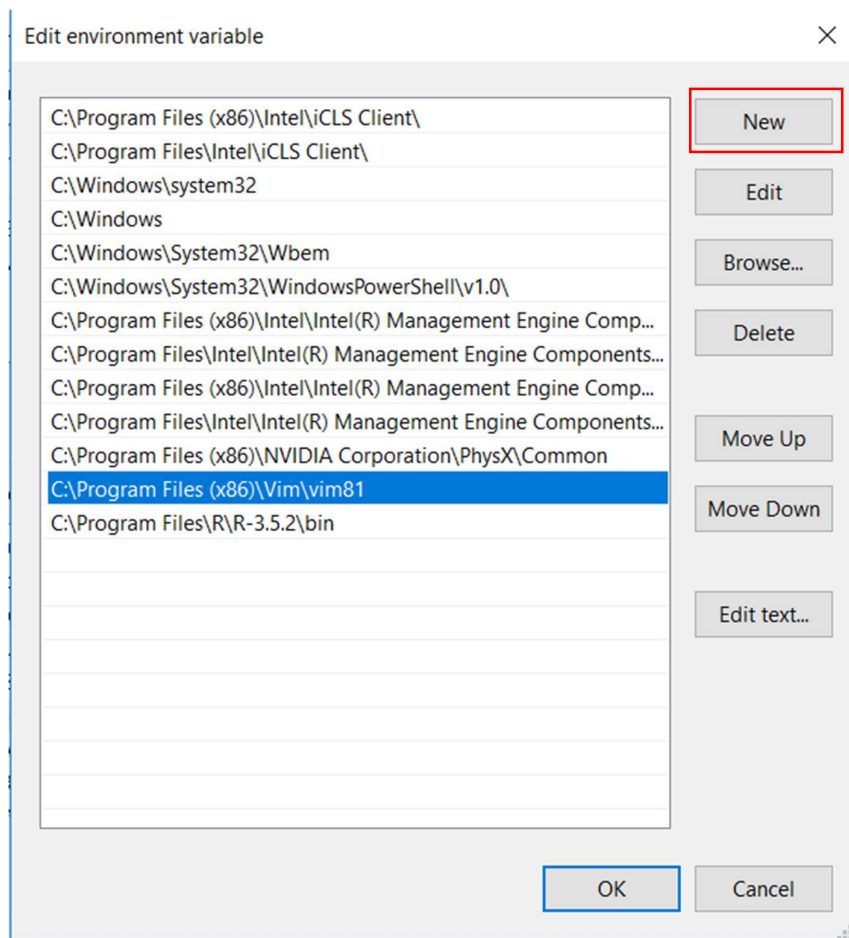 Edit environment variable
C:\Program Files (x86)\Intel\iCLS Client\
C:\Program Files\Intel\iCLS Client\
C:\Windows\system32
C:\Windows
C:\Windows\System32\Wbem
C:\Windows\System32\WindowsPowerShell\v1.0\
C:\Program Files (x86)\Intel\Intel(R) Management Engine Comp...
C:\Program Files\Intel\Intel(R) Management Engine Components...
C:\Program Files (x86)\Intel\Intel(R) Management Engine Comp...
C:\Program Files\Intel\Intel(R) Management Engine Components...
C:\Program Files (x86)\NVIDIA Corporation\PhysX\Common
C:\Program Files (x86)\Vim\vim81
C:\Program Files\R\R-3.5.2\bin
New
Edit
Browse...
Delete
Move Up
Move Down
Edit text...
OK
Cancel